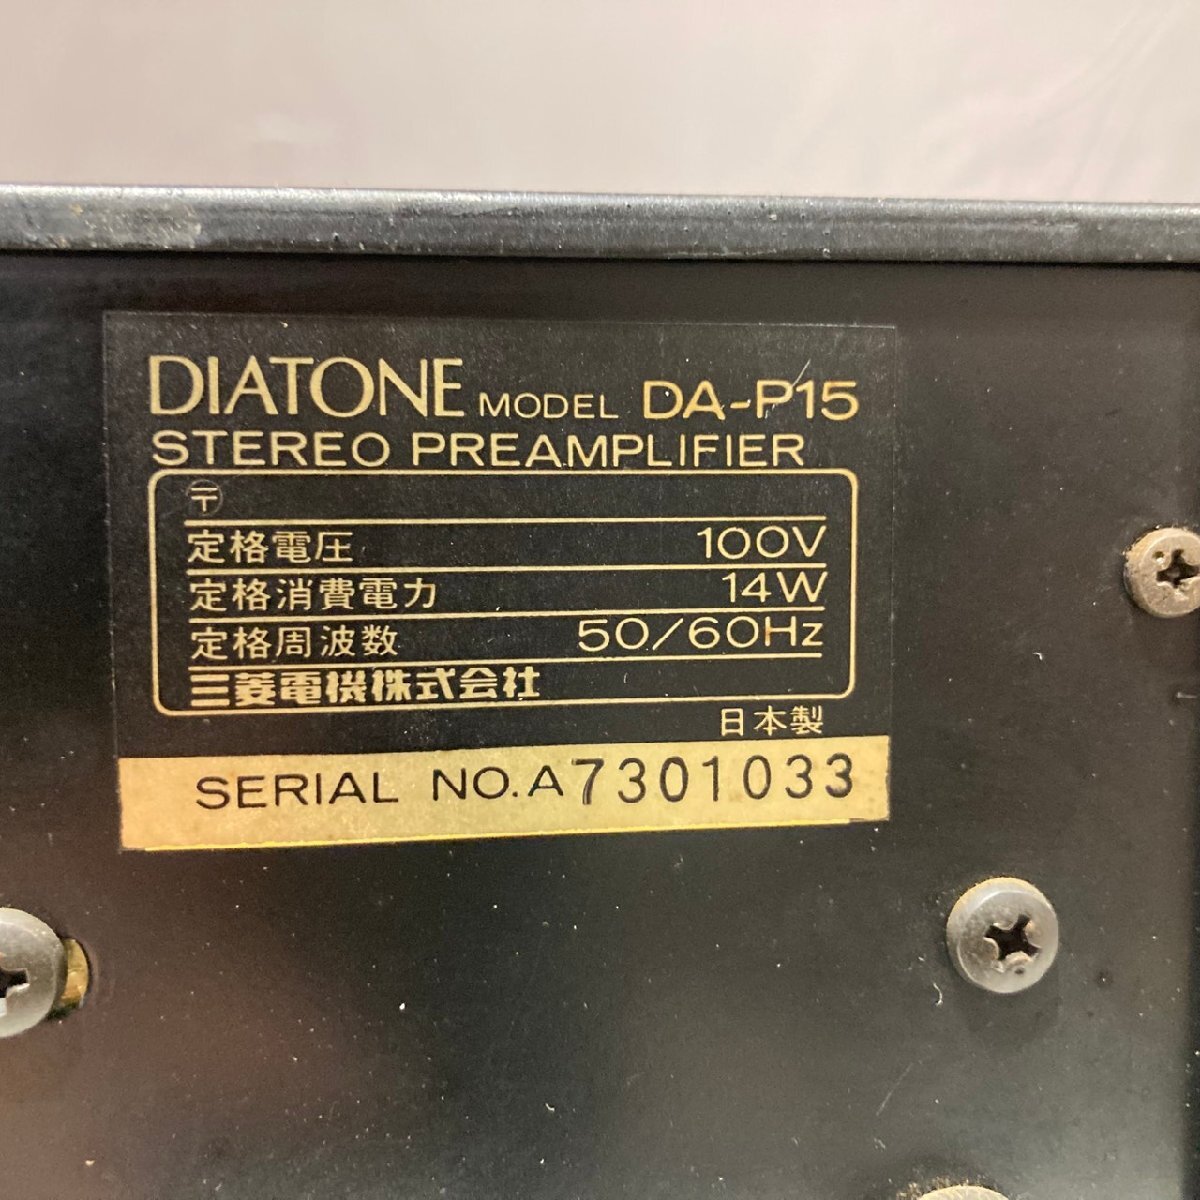 DIATONE MODEL DA-P15
STEREO PREAMPLIFIER
〒
定格電圧 100V
定格消費電力 14W
定格周波数 50/60Hz
三菱電機株式会社
日本製
SERIAL NO.A7301033